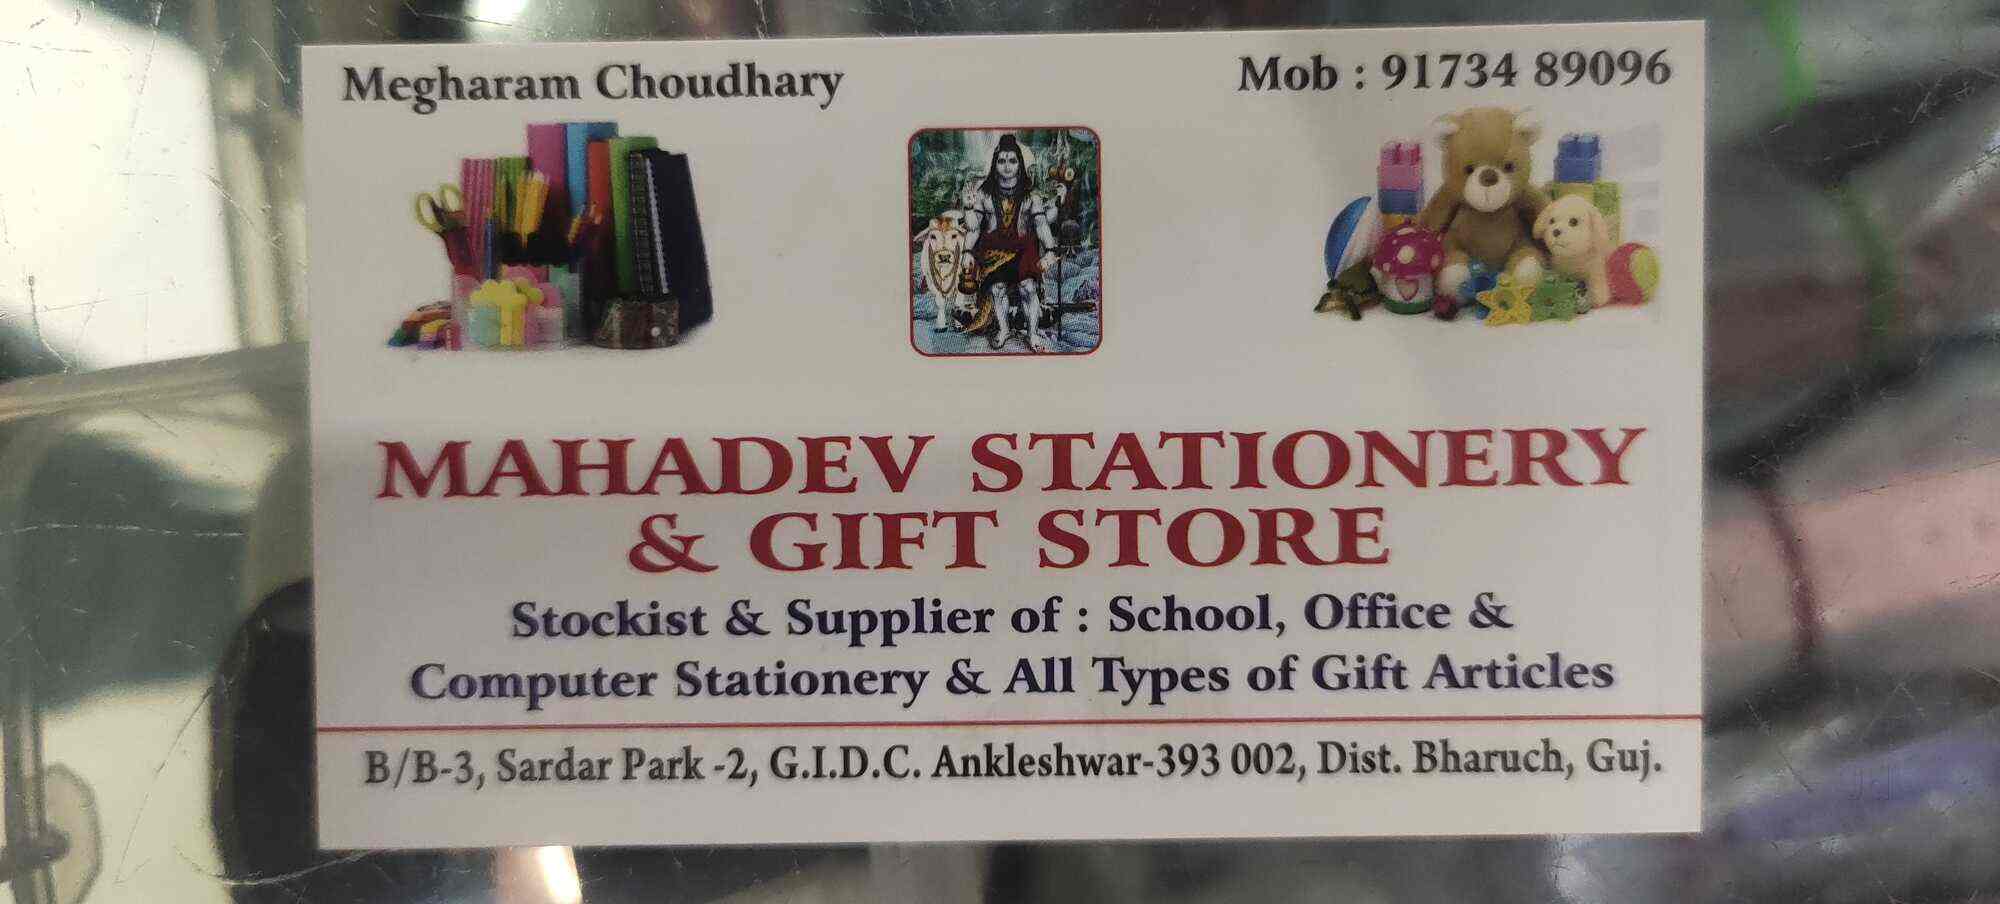 Megharam Choudhary
Mob : 91734 89096
MAHADEV STATIONERY
& GIFT STORE
Stockist & Supplier of : School, Office &
Computer Stationery & All Types of Gift Articles
B/B-3, Sardar Park -2, G.I.D.C. Ankleshwar-393 002, Dist. Bharuch, Guj.